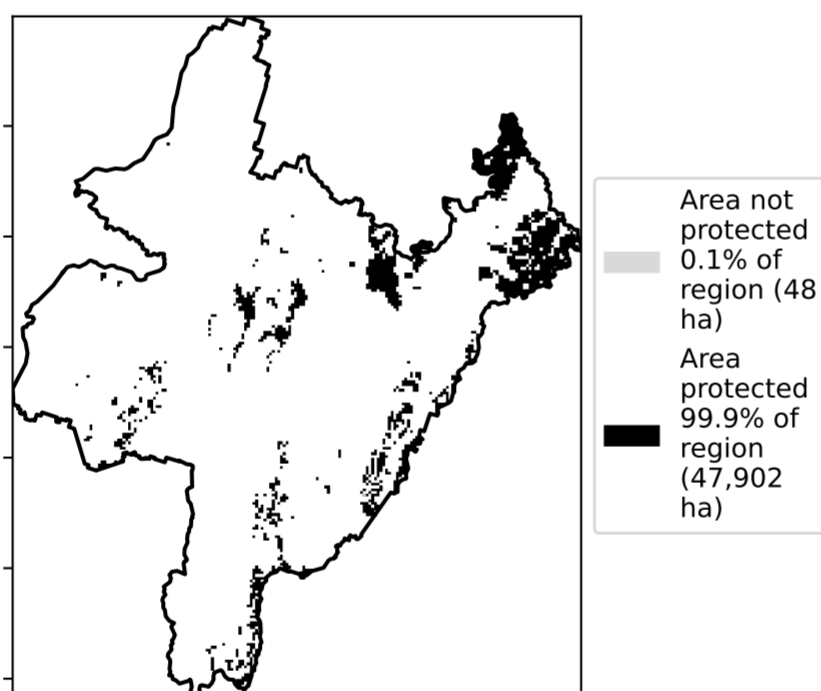 Area not
protected
0.1% of
region (48
ha)
Area
protected
99.9% of
region
(47,902
ha)